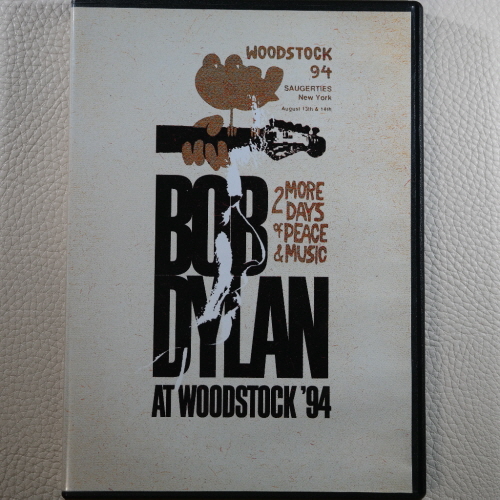 WOODSTOCK
94
SAUGERTIES
New York
August 13th & 14th
2 MORE
DAYS
of PEACE
& MUSIC
BOB
DYLAN
AT WOODSTOCK '94